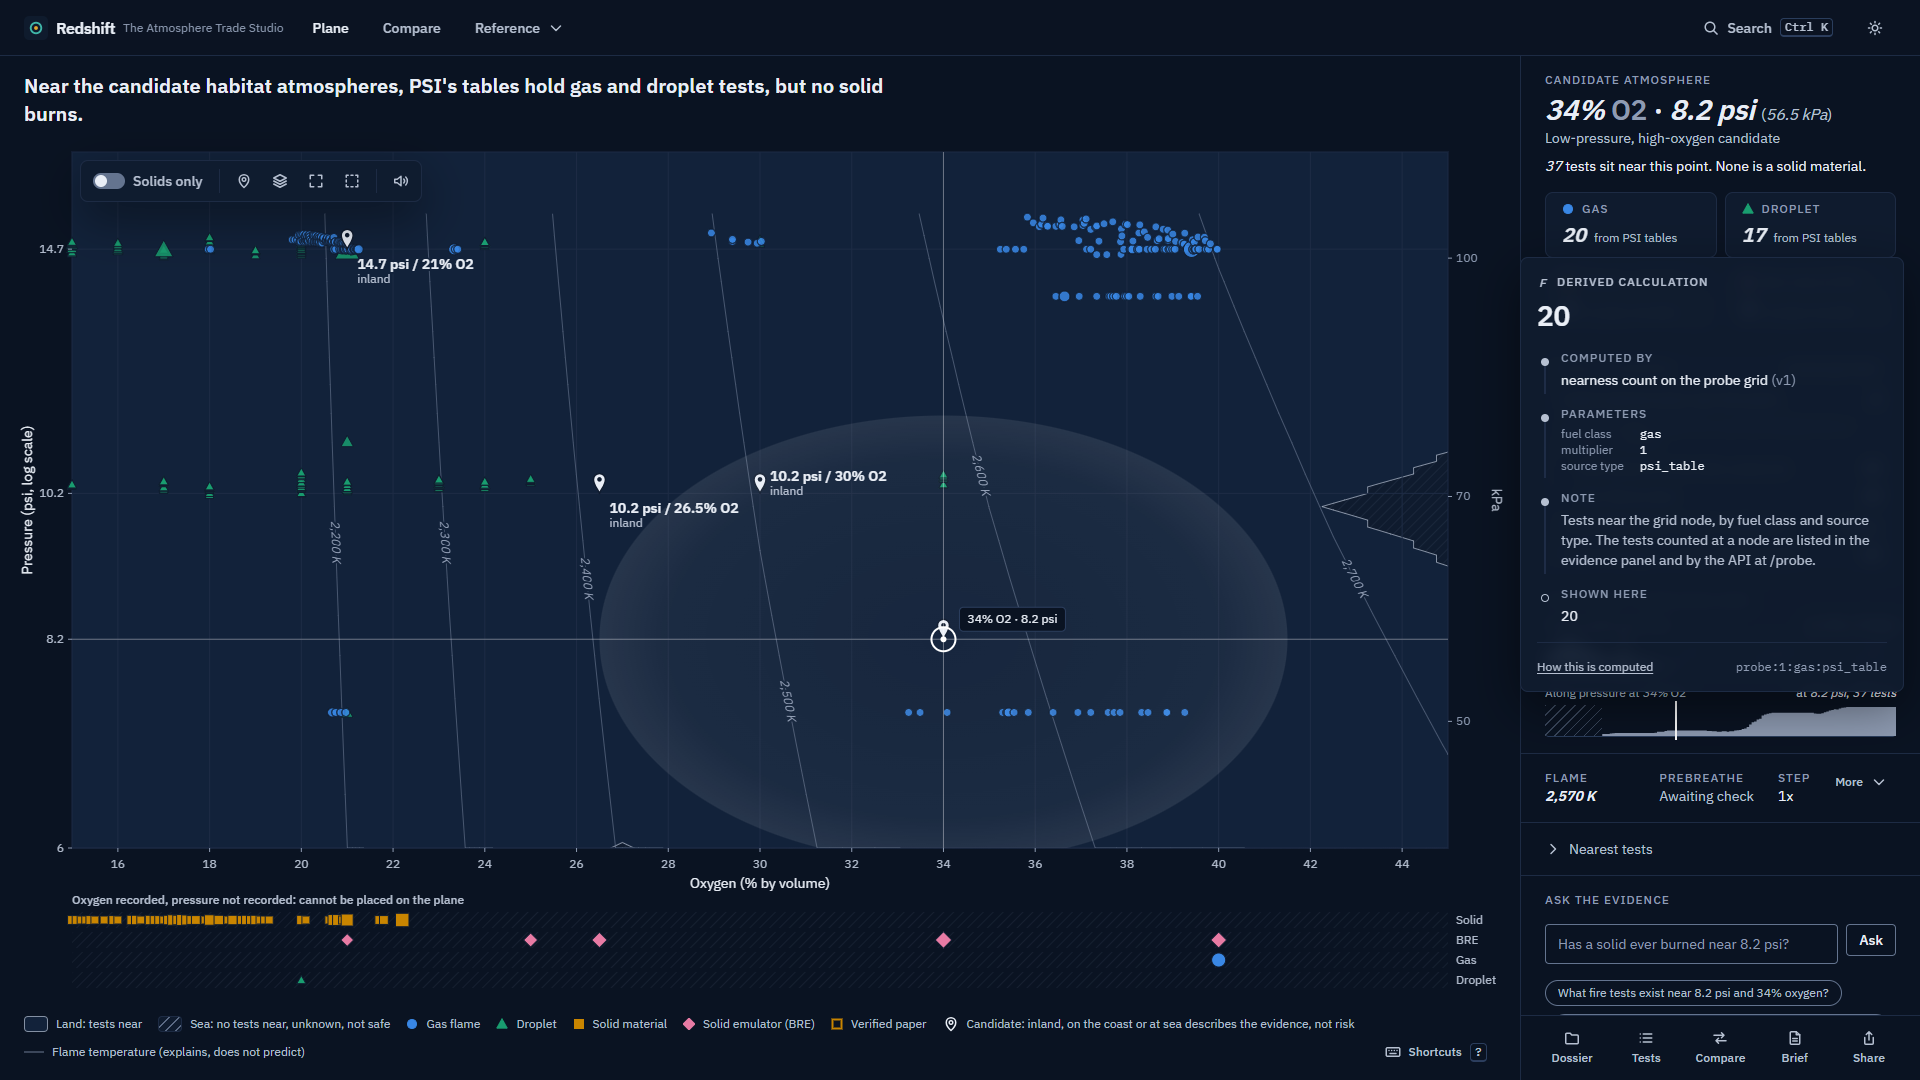 Redshift The Atmosphere Trade Studio Plane Compare Reference Search Ctrl K
Near the candidate habitat atmospheres, PSI's tables hold gas and droplet tests, but no solid
burns.
Solids only
14.7
10.2
8.2
6
Pressure (psi, log scale)
100
70
50
kPa
14.7 psi / 21% O2
inland
10.2 psi / 26.5% O2
inland
10.2 psi / 30% O2
inland
34% O2 · 8.2 psi
2,200 K
2,300 K
2,400 K
2,500 K
2,600 K
2,700 K
16 18 20 22 24 26 28 30 32 34 36 38 40 42 44
Oxygen (% by volume)
Oxygen recorded, pressure not recorded: cannot be placed on the plane
Solid
BRE
Gas
Droplet
Land: tests near Sea: no tests near, unknown, not safe Gas flame Droplet Solid material Solid emulator (BRE) Verified paper Candidate: inland, on the coast or at sea describes the evidence, not risk
Flame temperature (explains, does not predict) Shortcuts ?
CANDIDATE ATMOSPHERE
34% O2 · 8.2 psi (56.5 kPa)
Low-pressure, high-oxygen candidate
37 tests sit near this point. None is a solid material.
GAS
20 from PSI tables
DROPLET
17 from PSI tables
F DERIVED CALCULATION
20
COMPUTED BY
nearness count on the probe grid (v1)
PARAMETERS
fuel class gas
multiplier 1
source type psi_table
NOTE
Tests near the grid node, by fuel class and source
type. The tests counted at a node are listed in the
evidence panel and by the API at /probe.
SHOWN HERE
20
How this is computed probe:1:gas:psi_table
Along pressure at 34% O2 at 8.2 psi, 37 tests
FLAME PREBREATHE STEP More
2,570 K Awaiting check 1x
Nearest tests
ASK THE EVIDENCE
Has a solid ever burned near 8.2 psi? Ask
What fire tests exist near 8.2 psi and 34% oxygen?
Dossier Tests Compare Brief Share